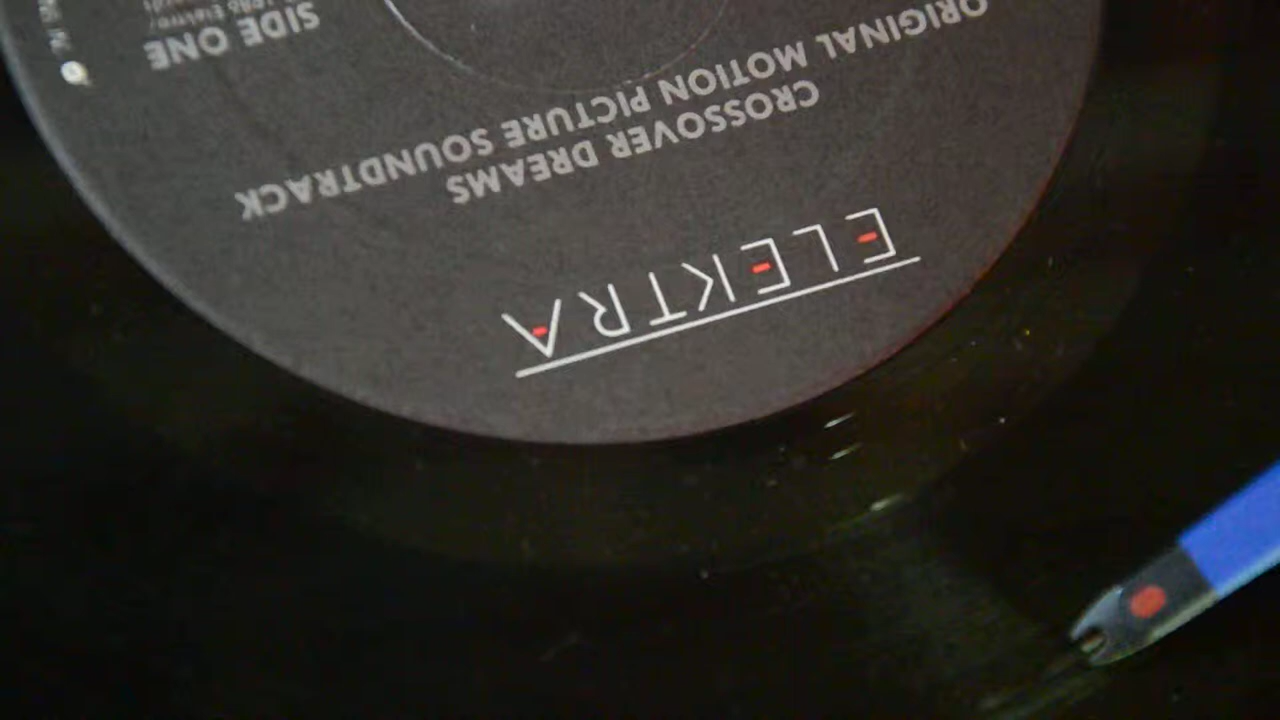 ELEKTRA
CROSSOVER DREAMS
ORIGINAL MOTION PICTURE SOUNDTRACK
SIDE ONE